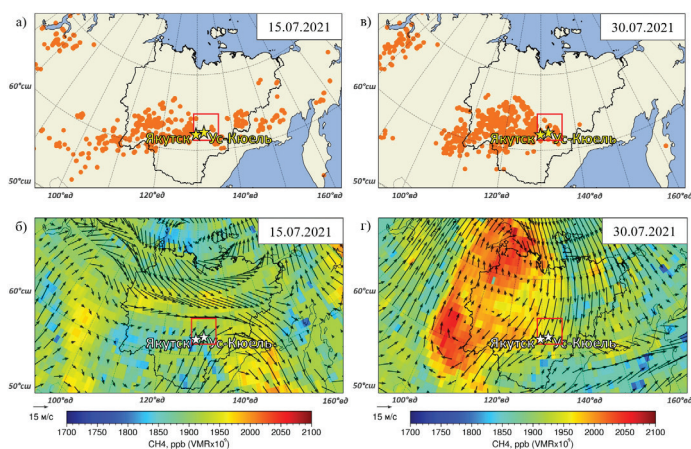 а)
15.07.2021
60°сш
Якутск
Ус-Кюель
50°сш
100°вд
120°вд
140°вд
160°вд
в)
30.07.2021
60°сш
Якутск
Ус-Кюель
50°сш
100°вд
120°вд
140°вд
160°вд
б)
15.07.2021
60°сш
Якутск
Ус-Кюель
50°сш
100°вд
120°вд
140°вд
160°вд
15 м/с
1700 1750 1800 1850 1900 1950 2000 2050 2100
CH4, ppb (VMRx10⁹)
г)
30.07.2021
60°сш
Якутск
Ус-Кюель
50°сш
100°вд
120°вд
140°вд
160°вд
15 м/с
1700 1750 1800 1850 1900 1950 2000 2050 2100
CH4, ppb (VMRx10⁹)